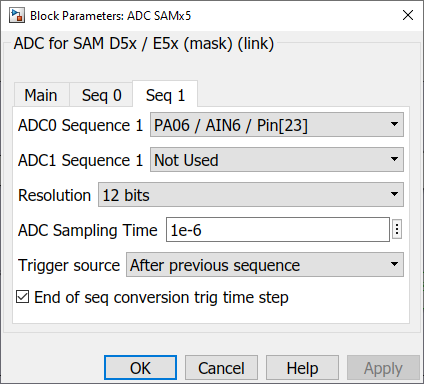 Block Parameters: ADC SAMx5
ADC for SAM D5x / E5x (mask) (link)
Main Seq 0 Seq 1
ADC0 Sequence 1 PA06 / AIN6 / Pin[23]
ADC1 Sequence 1 Not Used
Resolution 12 bits
ADC Sampling Time 1e-6
Trigger source After previous sequence
End of seq conversion trig time step
OK Cancel Help Apply